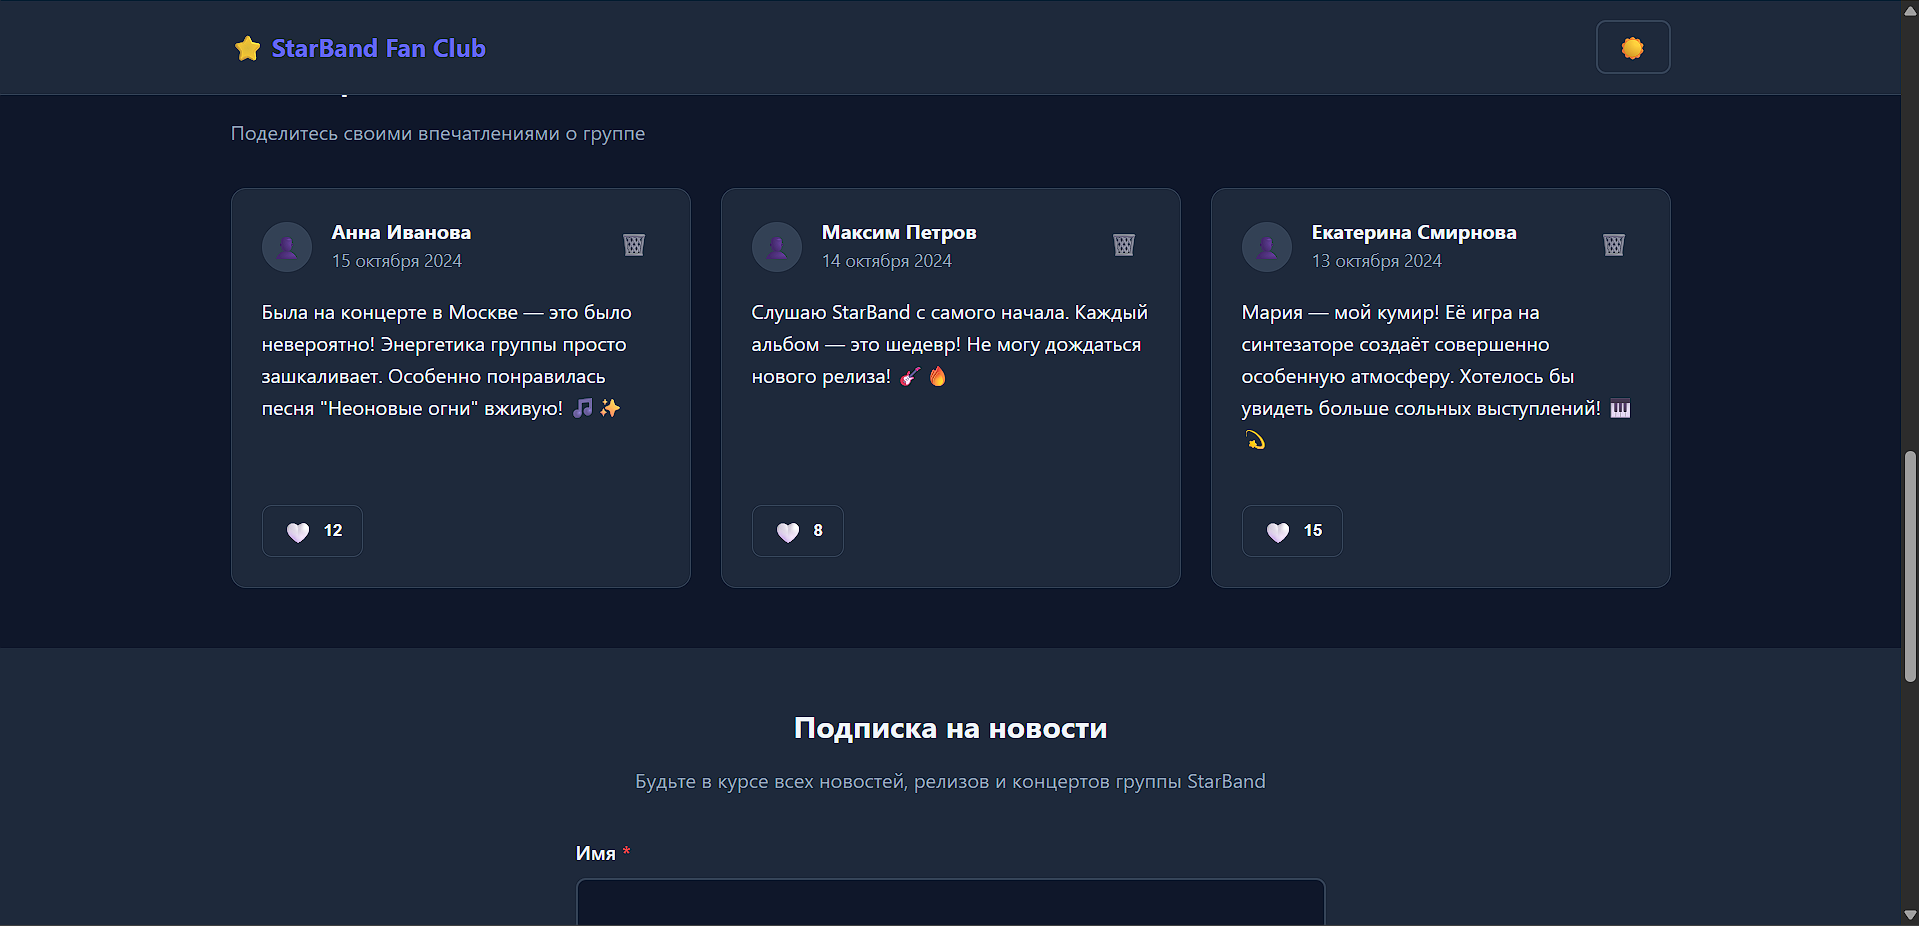 ⭐ StarBand Fan Club
Поделитесь своими впечатлениями о группе
Анна Иванова
15 октября 2024
Была на концерте в Москве — это было
невероятно! Энергетика группы просто
зашкаливает. Особенно понравилась
песня "Неоновые огни" вживую! 🎵 ✨
12
Максим Петров
14 октября 2024
Слушаю StarBand с самого начала. Каждый
альбом — это шедевр! Не могу дождаться
нового релиза! 🎸 🔥
8
Екатерина Смирнова
13 октября 2024
Мария — мой кумир! Её игра на
синтезаторе создаёт совершенно
особенную атмосферу. Хотелось бы
увидеть больше сольных выступлений! 🎹
💫
15
Подписка на новости
Будьте в курсе всех новостей, релизов и концертов группы StarBand
Имя *